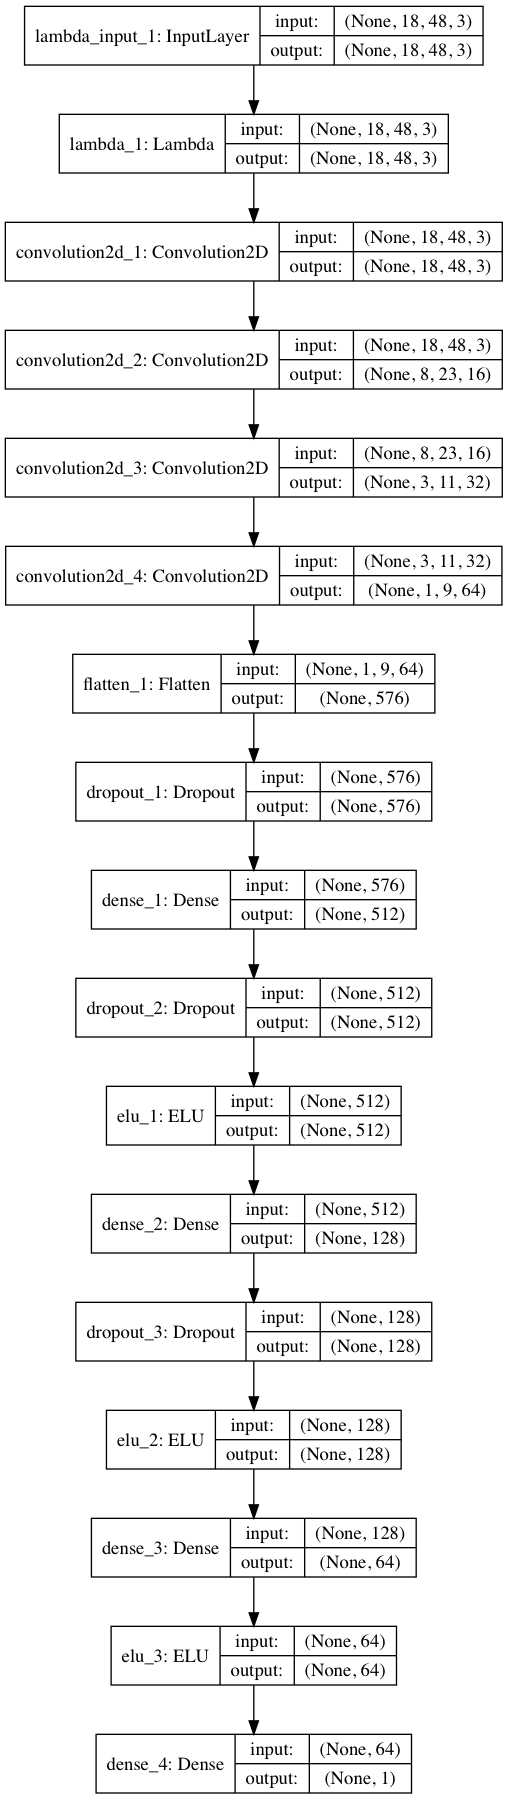 lambda_input_1: InputLayer
input: (None, 18, 48, 3)
output: (None, 18, 48, 3)
lambda_1: Lambda
input: (None, 18, 48, 3)
output: (None, 18, 48, 3)
convolution2d_1: Convolution2D
input: (None, 18, 48, 3)
output: (None, 18, 48, 3)
convolution2d_2: Convolution2D
input: (None, 18, 48, 3)
output: (None, 8, 23, 16)
convolution2d_3: Convolution2D
input: (None, 8, 23, 16)
output: (None, 3, 11, 32)
convolution2d_4: Convolution2D
input: (None, 3, 11, 32)
output: (None, 1, 9, 64)
flatten_1: Flatten
input: (None, 1, 9, 64)
output: (None, 576)
dropout_1: Dropout
input: (None, 576)
output: (None, 576)
dense_1: Dense
input: (None, 576)
output: (None, 512)
dropout_2: Dropout
input: (None, 512)
output: (None, 512)
elu_1: ELU
input: (None, 512)
output: (None, 512)
dense_2: Dense
input: (None, 512)
output: (None, 128)
dropout_3: Dropout
input: (None, 128)
output: (None, 128)
elu_2: ELU
input: (None, 128)
output: (None, 128)
dense_3: Dense
input: (None, 128)
output: (None, 64)
elu_3: ELU
input: (None, 64)
output: (None, 64)
dense_4: Dense
input: (None, 64)
output: (None, 1)